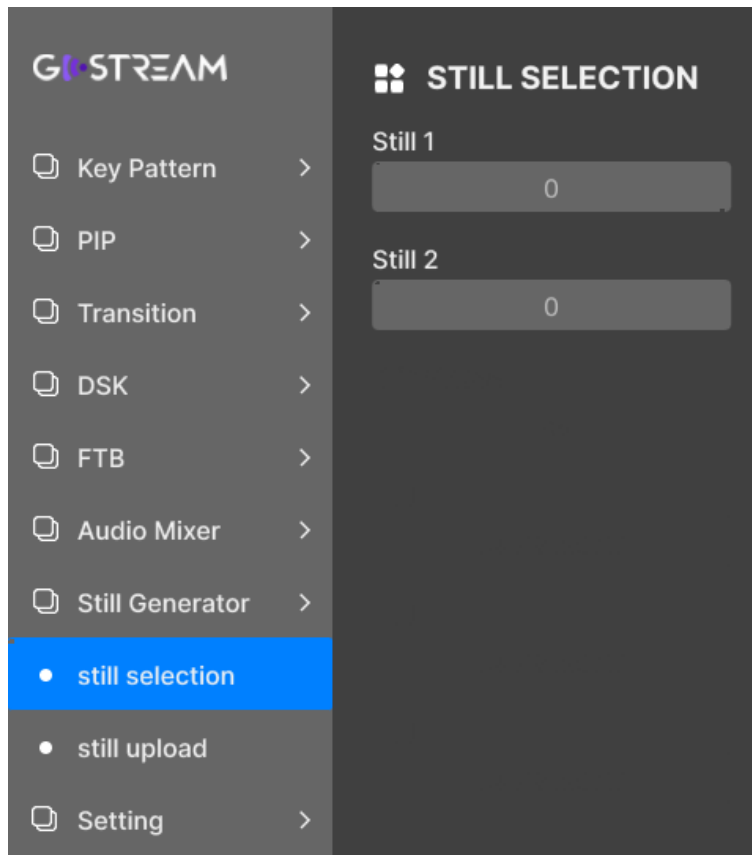 GOSTREAM
Key Pattern
PIP
Transition
DSK
FTB
Audio Mixer
Still Generator
still selection
still upload
Setting
STILL SELECTION
Still 1
0
Still 2
0